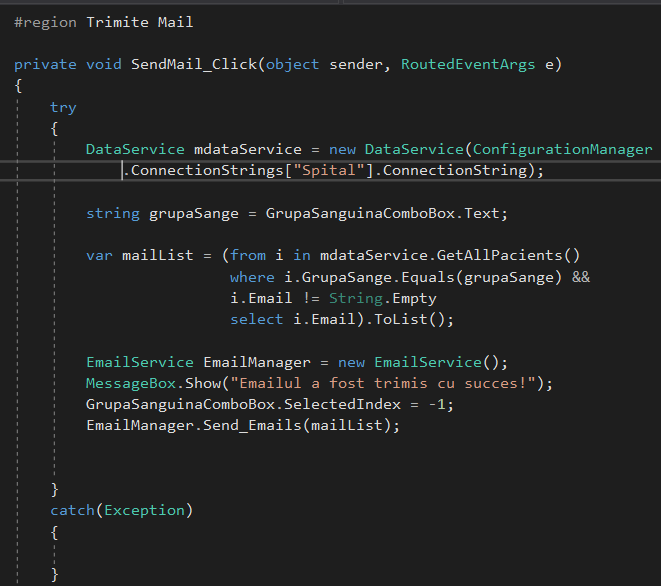 #region Trimite Mail
private void SendMail_Click(object sender, RoutedEventArgs e)
{
try
{
DataService mdataService = new DataService(ConfigurationManager
.ConnectionStrings["Spital"].ConnectionString);
string grupaSange = GrupaSanguinaComboBox.Text;
var mailList = (from i in mdataService.GetAllPacients()
where i.GrupaSange.Equals(grupaSange) &&
i.Email != String.Empty
select i.Email).ToList();
EmailService EmailManager = new EmailService();
MessageBox.Show("Emailul a fost trimis cu succes!");
GrupaSanguinaComboBox.SelectedIndex = -1;
EmailManager.Send_Emails(mailList);
}
catch(Exception)
{
}